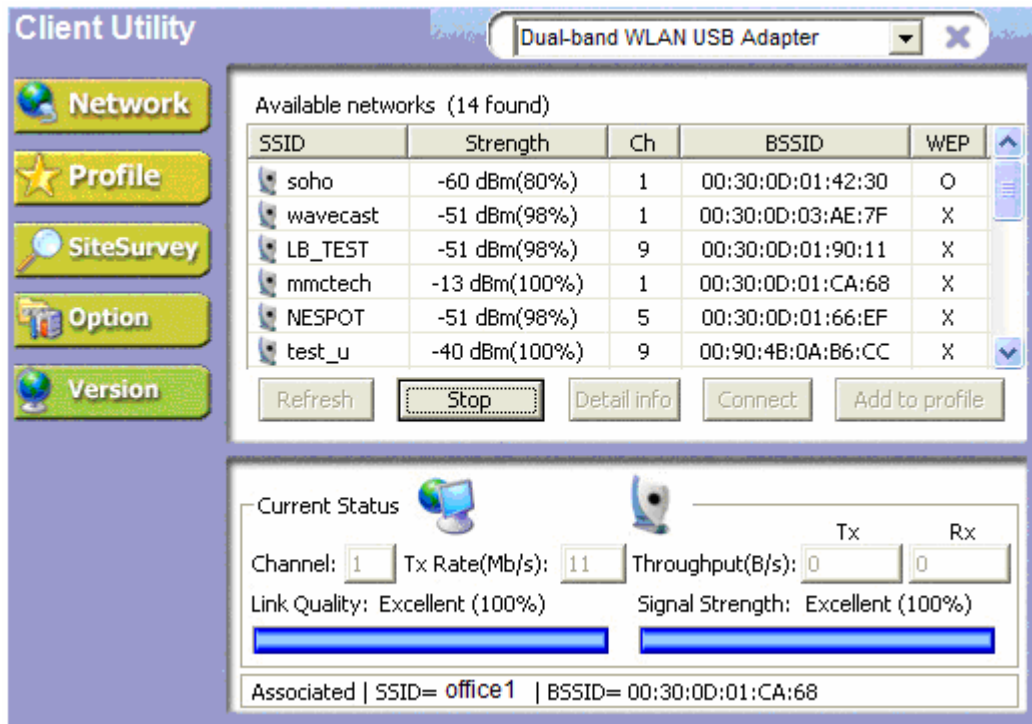 Client Utility
Dual-band WLAN USB Adapter
Network
Profile
SiteSurvey
Option
Version
Available networks (14 found)
SSID Strength Ch BSSID WEP
soho -60 dBm(80%) 1 00:30:0D:01:42:30 O
wavecast -51 dBm(98%) 1 00:30:0D:03:AE:7F X
LB_TEST -51 dBm(98%) 9 00:30:0D:01:90:11 X
mmctech -13 dBm(100%) 1 00:30:0D:01:CA:68 X
NESPOT -51 dBm(98%) 5 00:30:0D:01:66:EF X
test_u -40 dBm(100%) 9 00:90:4B:0A:B6:CC X
Refresh Stop Detail info Connect Add to profile
Current Status
Tx Rx
Channel: 1 Tx Rate(Mb/s): 11 Throughput(B/s): 0 0
Link Quality: Excellent (100%) Signal Strength: Excellent (100%)
Associated | SSID= office1 | BSSID= 00:30:0D:01:CA:68